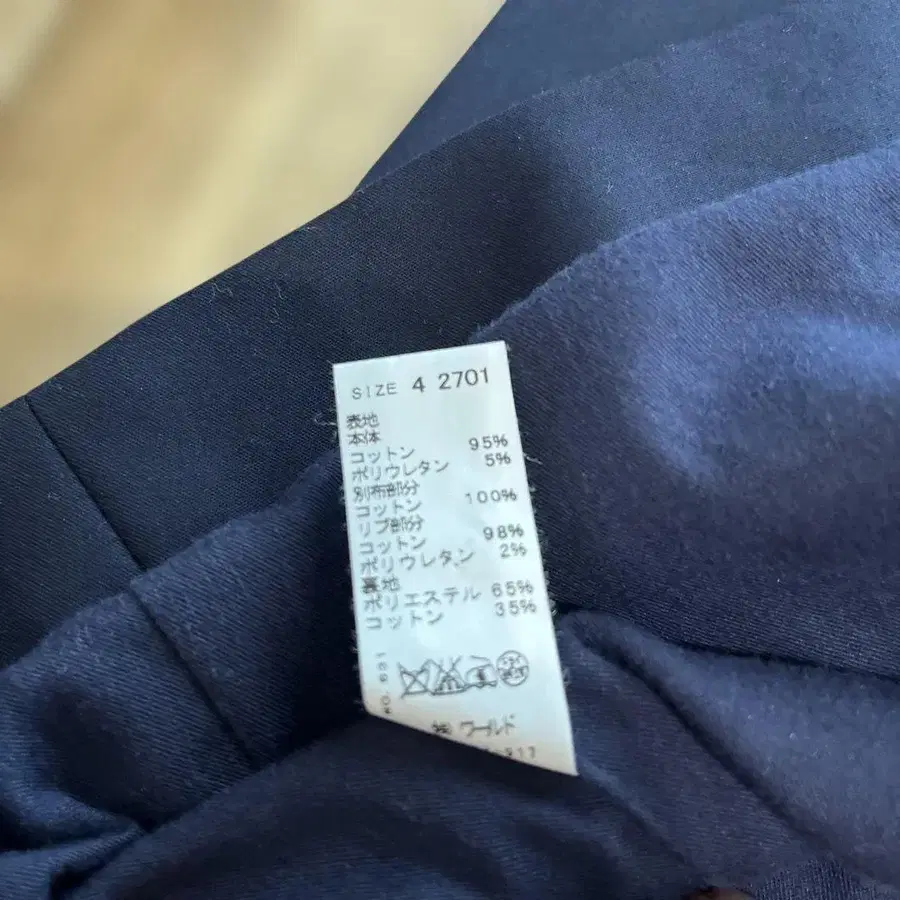 SIZE 4 2701
表地
本体
コットン 95%
ポリウレタン 5%
別布部分
コットン 100%
リブ部分
コットン 98%
ポリウレタン 2%
裏地
ポリエステル 65%
コットン 35%
㈱ ワールド